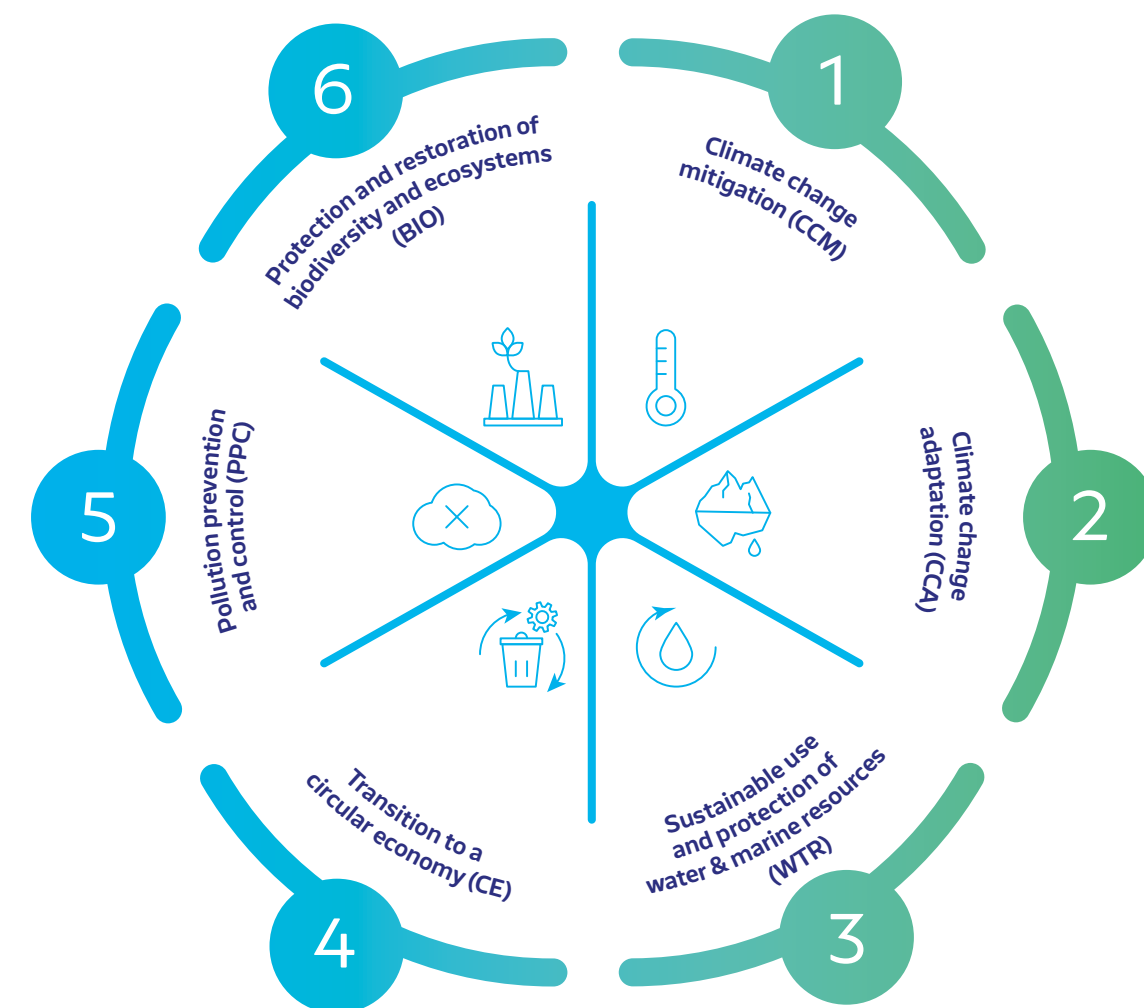 1
Climate change
mitigation (CCM)
2
Climate change
adaptation (CCA)
3
Sustainable use
and protection of
water & marine resources
(WTR)
4
Transition to a
circular economy (CE)
5
Pollution prevention
and control (PPC)
6
Protection and restoration of
biodiversity and ecosystems
(BIO)